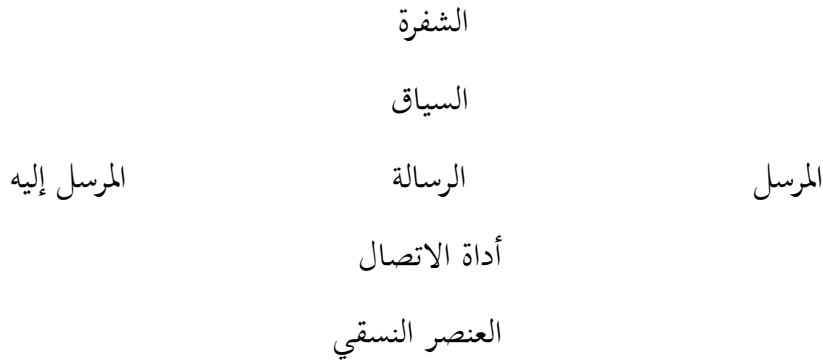 الشفرة
السياق
المرسل الرسالة المرسل إليه
أداة الاتصال
العنصر النسقي